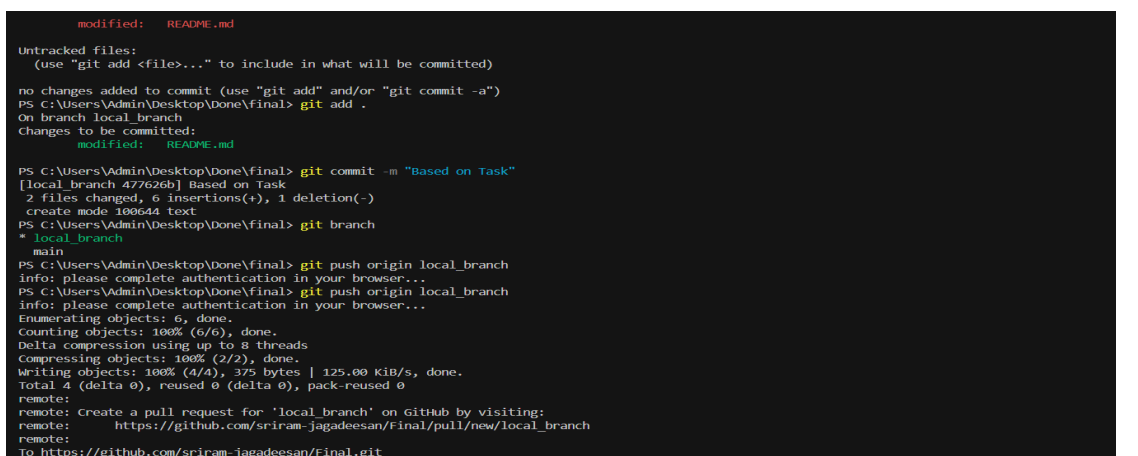 modified: README.md
Untracked files:
(use "git add <file>..." to include in what will be committed)
no changes added to commit (use "git add" and/or "git commit -a")
PS C:\Users\Admin\Desktop\Done\final> git add .
On branch local_branch
Changes to be committed:
modified: README.md
PS C:\Users\Admin\Desktop\Done\final> git commit -m "Based on Task"
[local_branch 477626b] Based on Task
2 files changed, 6 insertions(+), 1 deletion(-)
create mode 100644 text
PS C:\Users\Admin\Desktop\Done\final> git branch
* local_branch
main
PS C:\Users\Admin\Desktop\Done\final> git push origin local_branch
info: please complete authentication in your browser...
PS C:\Users\Admin\Desktop\Done\final> git push origin local_branch
info: please complete authentication in your browser...
Enumerating objects: 6, done.
Counting objects: 100% (6/6), done.
Delta compression using up to 8 threads
Compressing objects: 100% (2/2), done.
Writing objects: 100% (4/4), 375 bytes | 125.00 KiB/s, done.
Total 4 (delta 0), reused 0 (delta 0), pack-reused 0
remote:
remote: Create a pull request for 'local_branch' on GitHub by visiting:
remote: https://github.com/sriram-jagadeesan/Final/pull/new/local_branch
remote:
To https://github.com/sriram-jagadeesan/Final.git